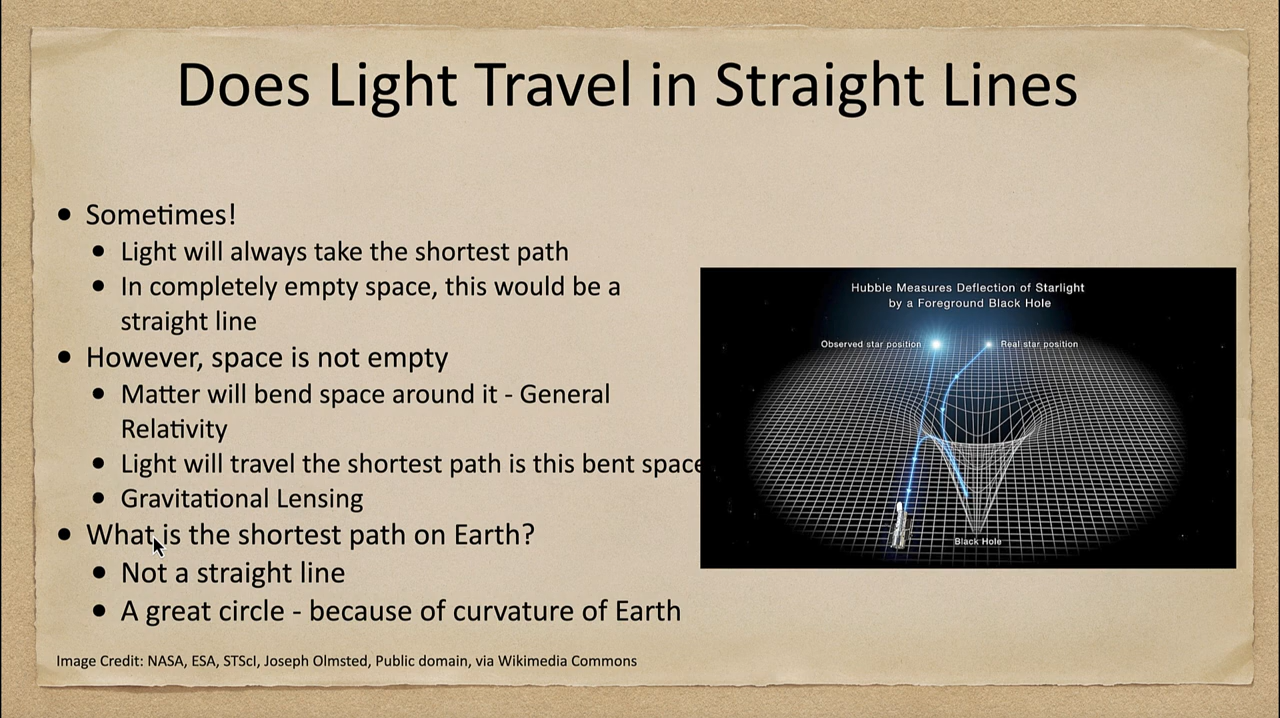 Does Light Travel in Straight Lines
• Sometimes!
• Light will always take the shortest path
• In completely empty space, this would be a
straight line
• However, space is not empty
• Matter will bend space around it - General
Relativity
• Light will travel the shortest path is this bent space
• Gravitational Lensing
• What is the shortest path on Earth?
• Not a straight line
• A great circle - because of curvature of Earth
Hubble Measures Deflection of Starlight
by a Foreground Black Hole
Observed star position
Real star position
Black Hole
Image Credit: NASA, ESA, STScI, Joseph Olmsted, Public domain, via Wikimedia Commons